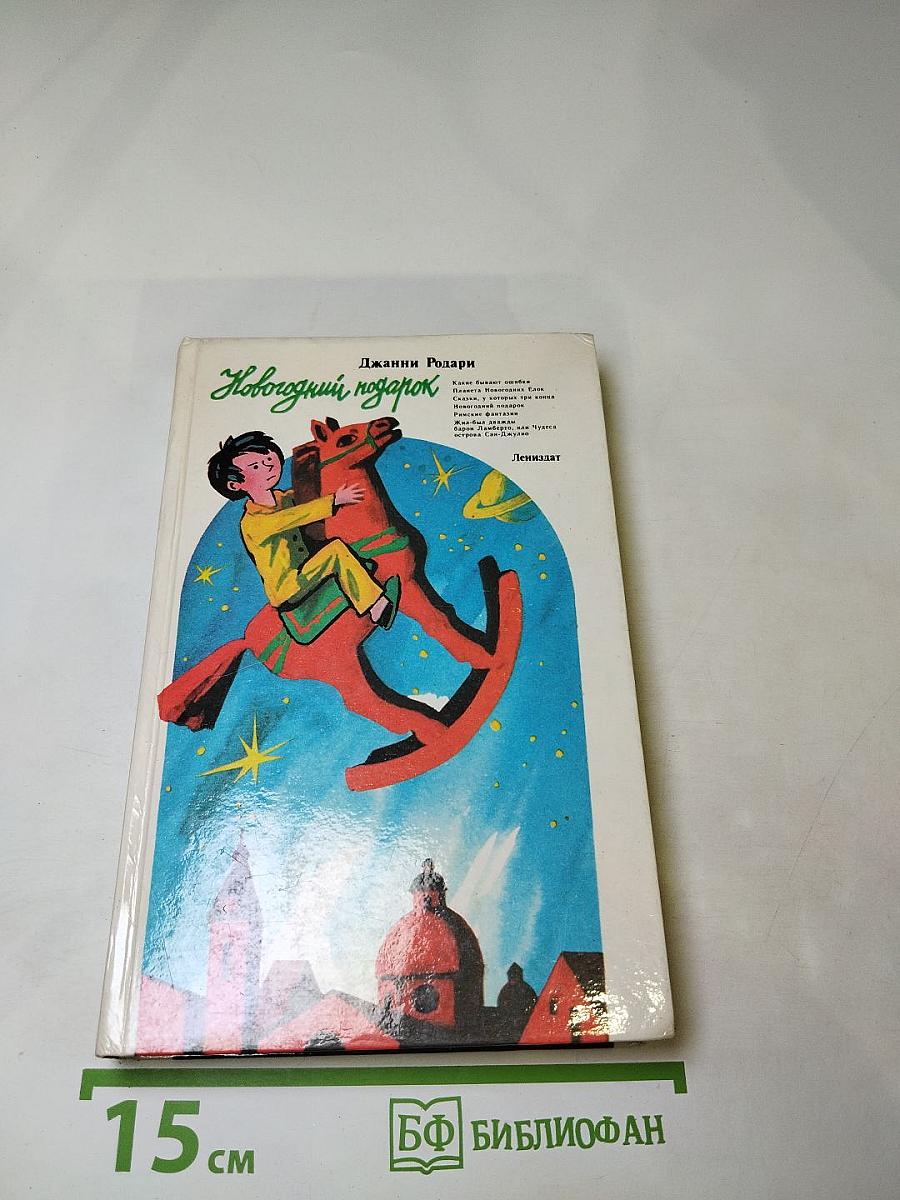 Джанни Родари
Новогодний подарок
Какие бывают ошибки
Планета Новогодних Ёлок
Сказки, у которых три конца
Новогодний подарок
Римские фантазии
Жил-был дважды
барон Ламберто, или Чудеса
острова Сан-Джулио
Лениздат
15 см
БФ БИБЛИОФАН